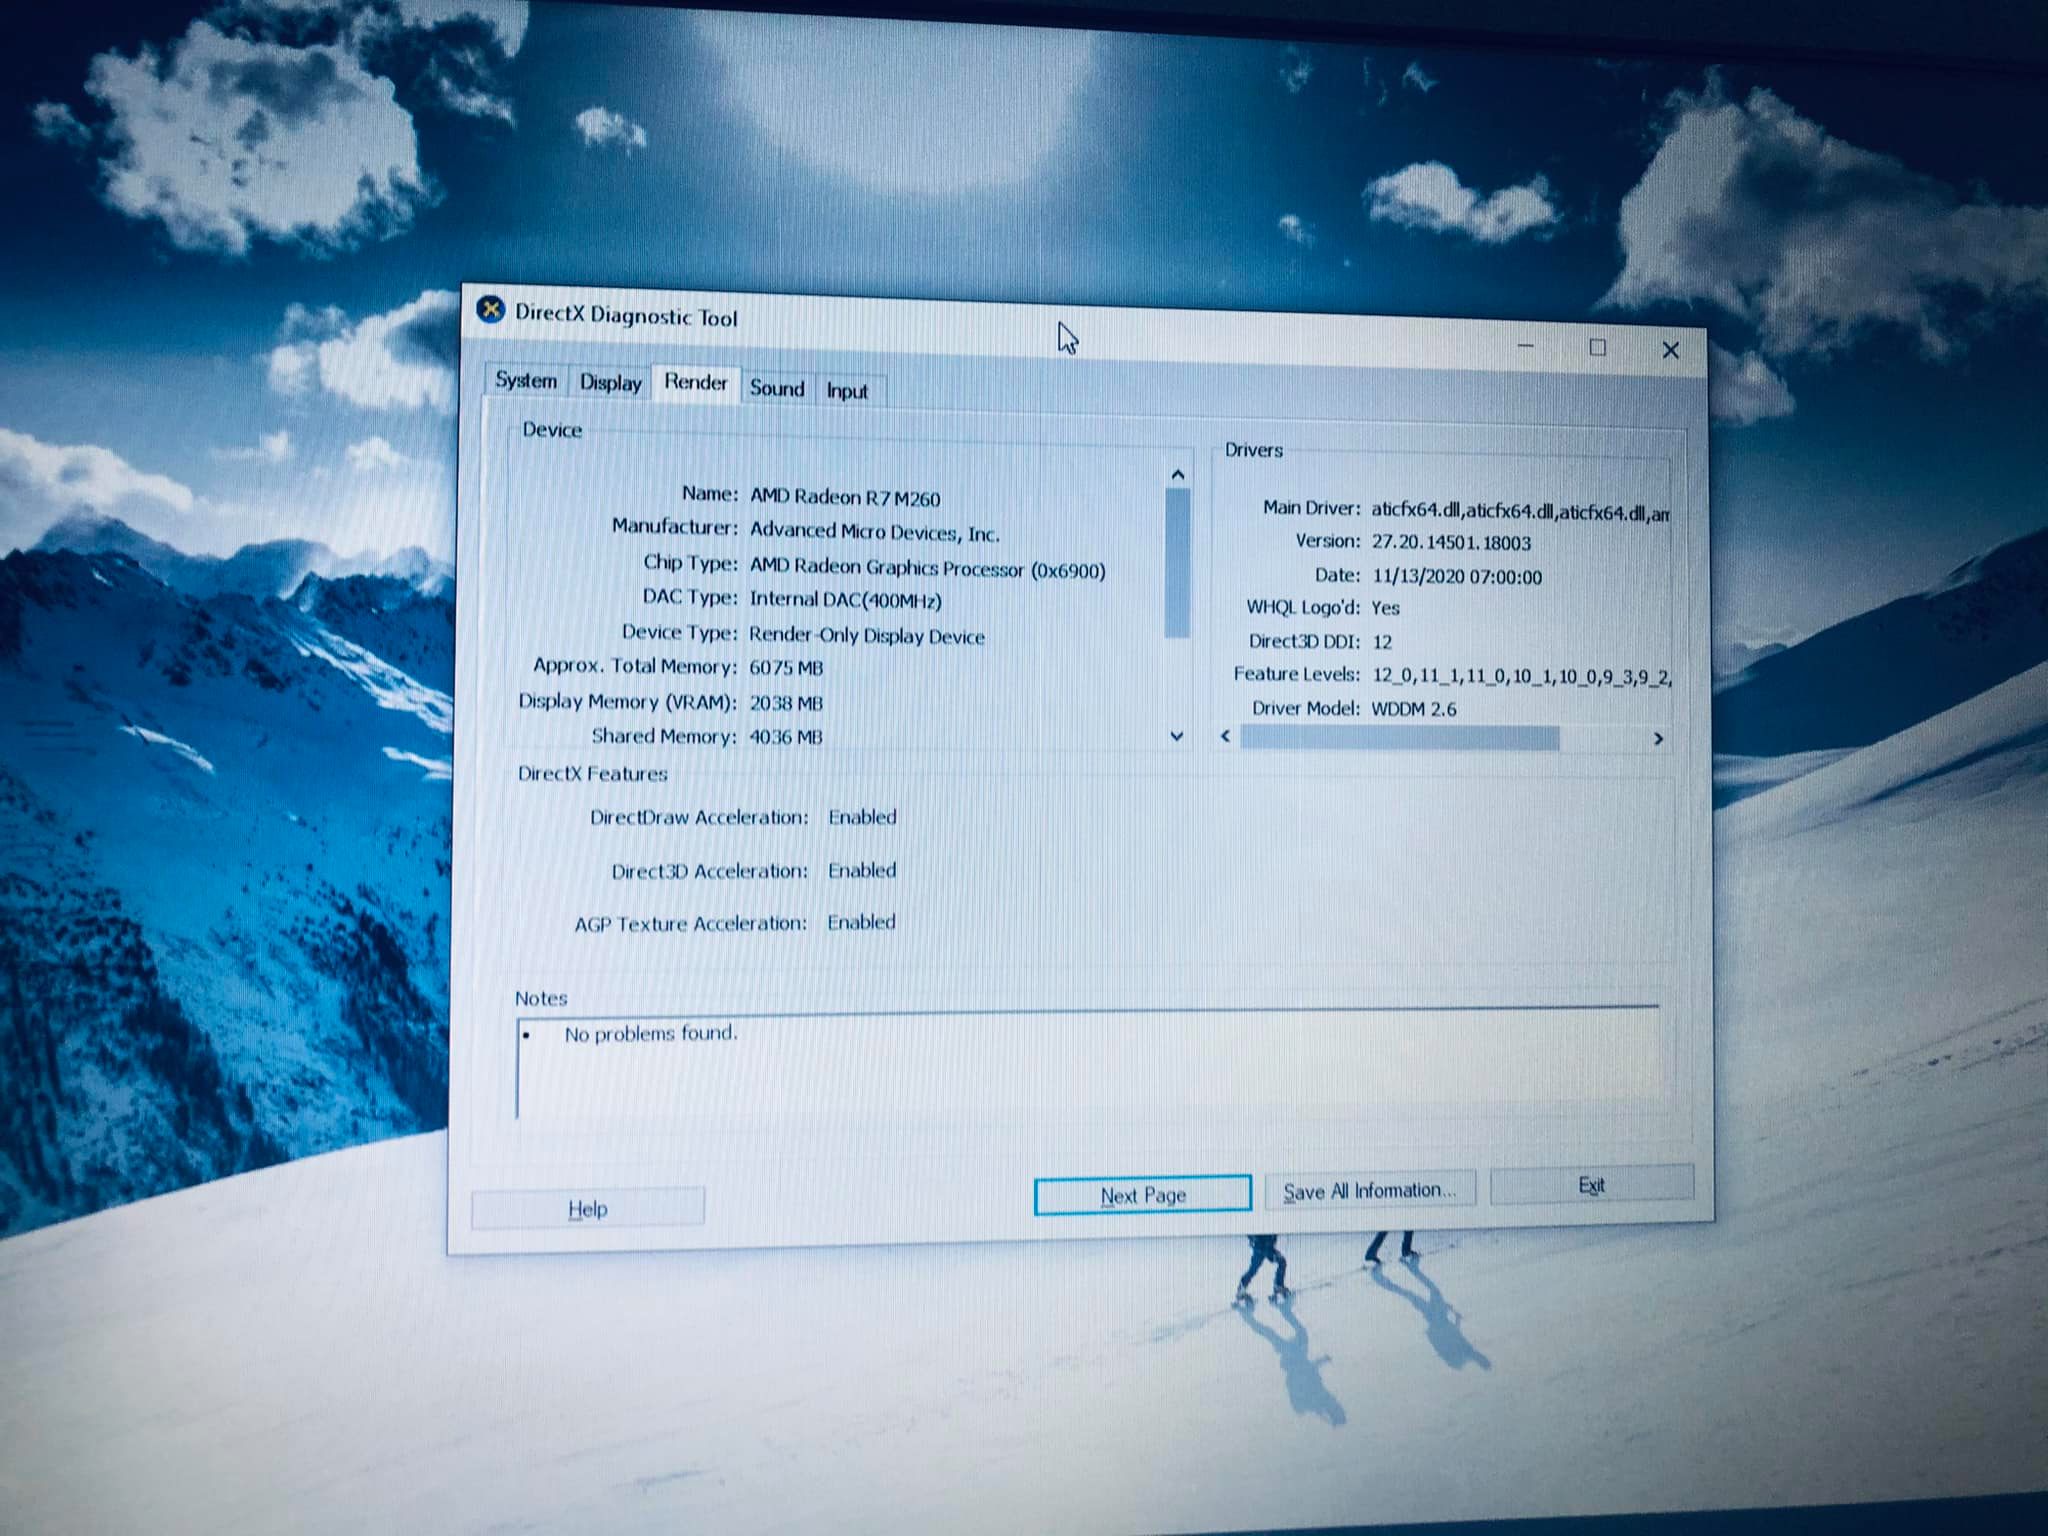 DirectX Diagnostic Tool
System Display Render Sound Input
Device
Name: AMD Radeon R7 M260
Manufacturer: Advanced Micro Devices, Inc.
Chip Type: AMD Radeon Graphics Processor (0x6900)
DAC Type: Internal DAC(400MHz)
Device Type: Render-Only Display Device
Approx. Total Memory: 6075 MB
Display Memory (VRAM): 2038 MB
Shared Memory: 4036 MB
Drivers
Main Driver: aticfx64.dll,aticfx64.dll,aticfx64.dll,am
Version: 27.20.14501.18003
Date: 11/13/2020 07:00:00
WHQL Logo'd: Yes
Direct3D DDI: 12
Feature Levels: 12_0,11_1,11_0,10_1,10_0,9_3,9_2,
Driver Model: WDDM 2.6
DirectX Features
DirectDraw Acceleration: Enabled
Direct3D Acceleration: Enabled
AGP Texture Acceleration: Enabled
Notes
• No problems found.
Help Next Page Save All Information... Exit